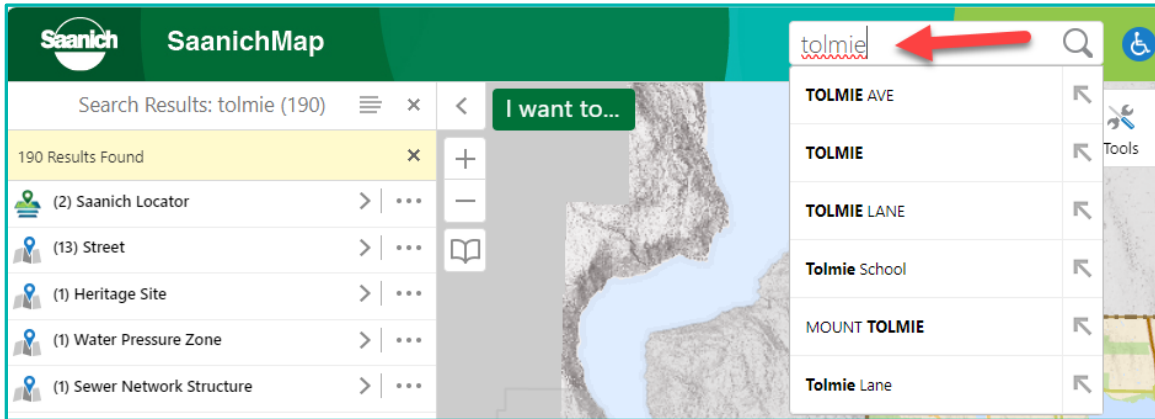 Saanich
SaanichMap
tolmie
Search Results: tolmie (190)
190 Results Found
(2) Saanich Locator
(13) Street
(1) Heritage Site
(1) Water Pressure Zone
(1) Sewer Network Structure
I want to...
TOLMIE AVE
TOLMIE
TOLMIE LANE
Tolmie School
MOUNT TOLMIE
Tolmie Lane
Tools